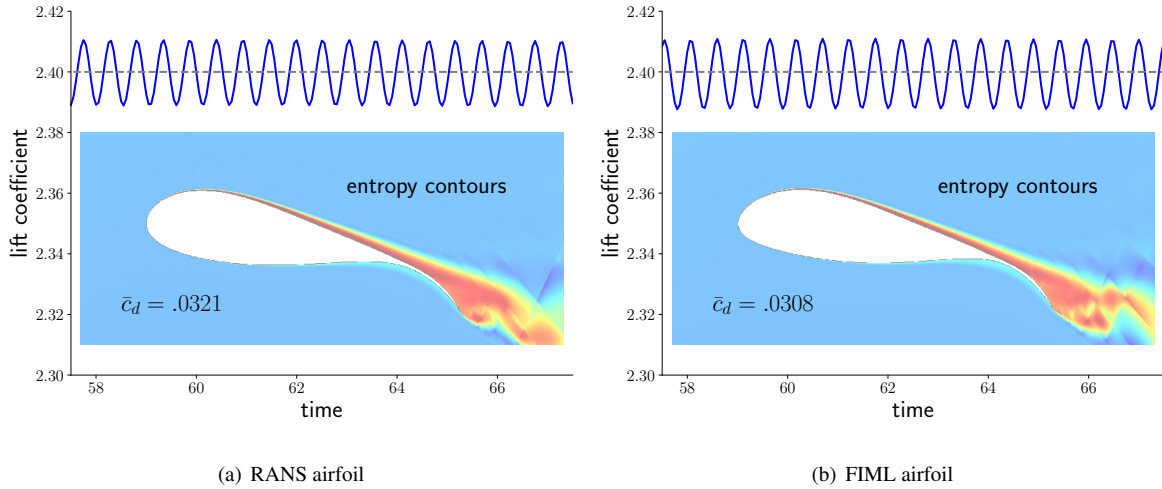 2.42
2.40
2.38
2.36
2.34
2.32
2.30
lift coefficient
entropy contours
c̄_d = .0321
58 60 62 64 66
time
(a) RANS airfoil
2.42
2.40
2.38
2.36
2.34
2.32
2.30
lift coefficient
entropy contours
c̄_d = .0308
58 60 62 64 66
time
(b) FIML airfoil